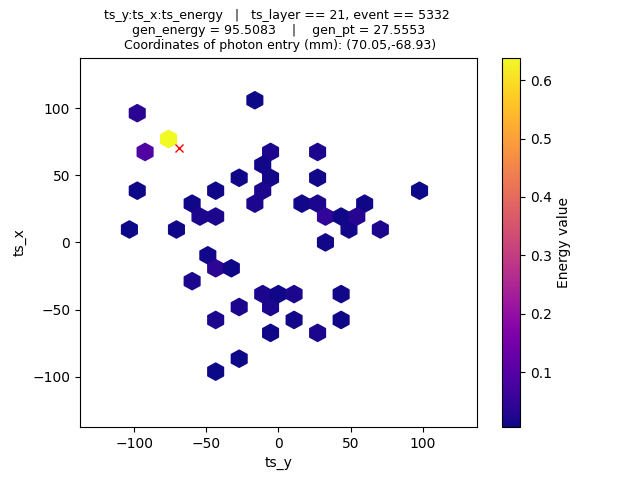 ts_y:ts_x:ts_energy   |   ts_layer == 21, event == 5332
gen_energy = 95.5083    |    gen_pt = 27.5553
Coordinates of photon entry (mm): (70.05,-68.93)
ts_x
100
50
0
−50
−100
−100
−50
0
50
100
ts_y
0.6
0.5
0.4
0.3
0.2
0.1
Energy value